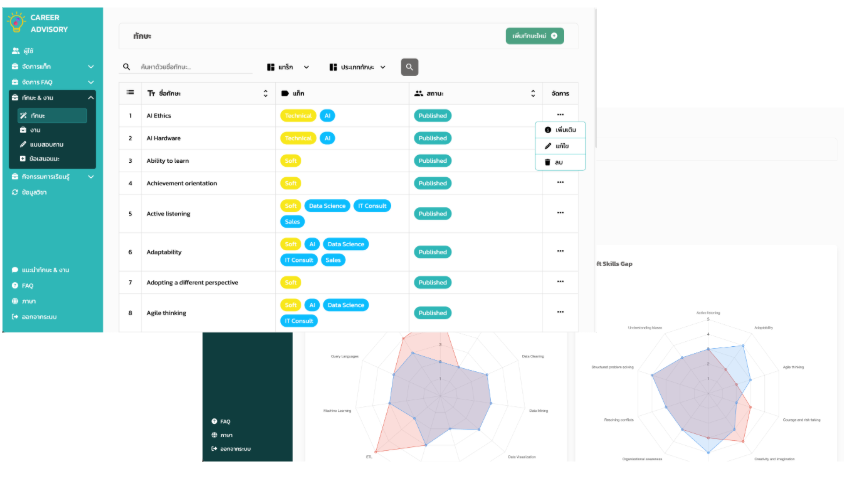 CAREER
ADVISORY
ผู้ใช้
จัดการแท็ก
จัดการ FAQ
ทักษะ & งาน
ทักษะ
งาน
แบบสอบถาม
ข้อเสนอแนะ
กิจกรรมการเรียนรู้
ข้อมูลวิชา
แนะนำทักษะ & งาน
FAQ
ภาษา
ออกจากระบบ
ทักษะ
เพิ่มทักษะใหม่
ค้นหาด้วยชื่อทักษะ...
แทร็ก
ประเภททักษะ
ชื่อทักษะ แท็ก สถานะ จัดการ
1 AI Ethics Technical AI Published
2 AI Hardware Technical AI Published
3 Ability to learn Soft Published
4 Achievement orientation Soft Published
5 Active listening Soft Data Science IT Consult Sales Published
6 Adaptability Soft AI Data Science IT Consult Sales Published
7 Adopting a different perspective Soft Published
8 Agile thinking Soft AI Data Science IT Consult Published
เพิ่มเติม
แก้ไข
ลบ
ft Skills Gap
Active listening
Adaptability
Agile thinking
Courage and risk-taking
Creativity and imagination
Organizational awareness
Resolving conflicts
Structured problem solving
Understanding biases
5
4
3
2
1
Query Languages
Data Cleaning
Machine Learning
Data Mining
ETL
Data Visualization
3
2
FAQ
ภาษา
ออกจากระบบ